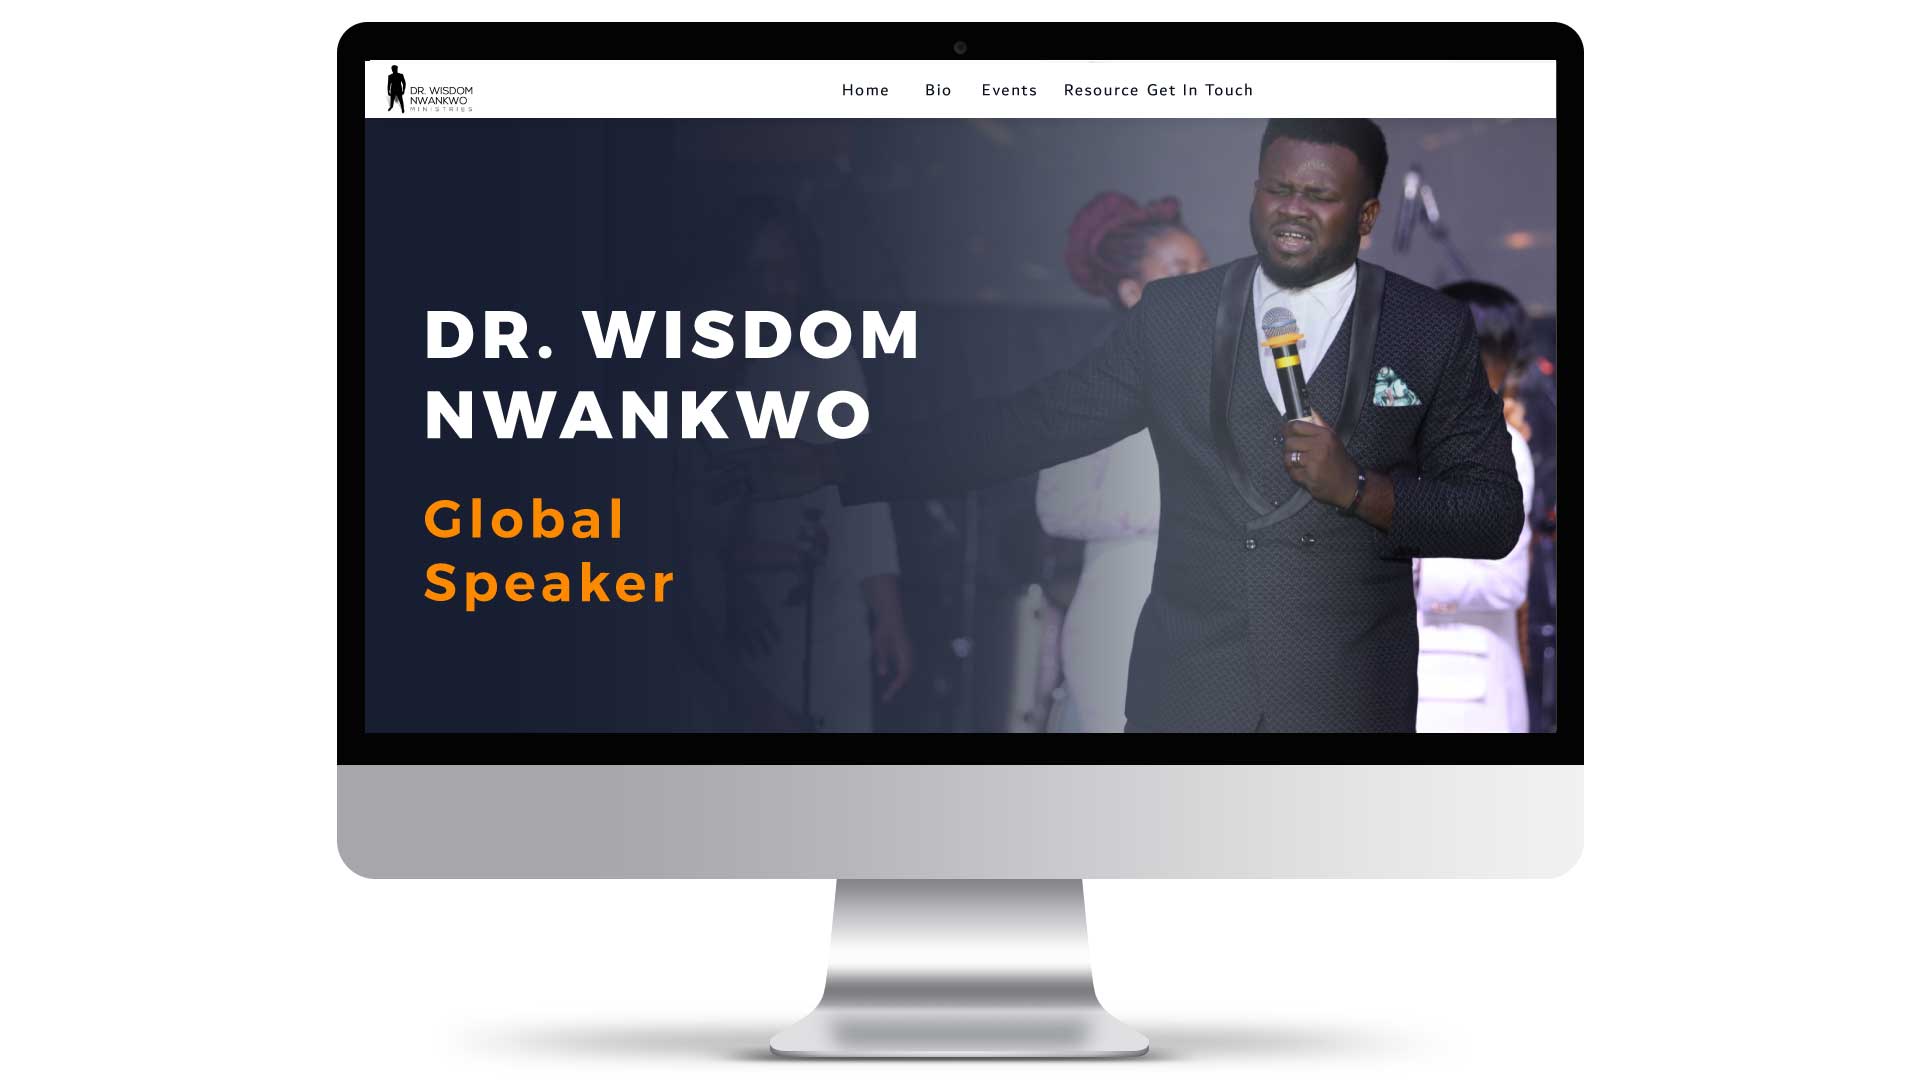 DR. WISDOM
NWANKWO
MINISTRIES
Home Bio Events Resource Get In Touch
DR. WISDOM
NWANKWO
Global
Speaker